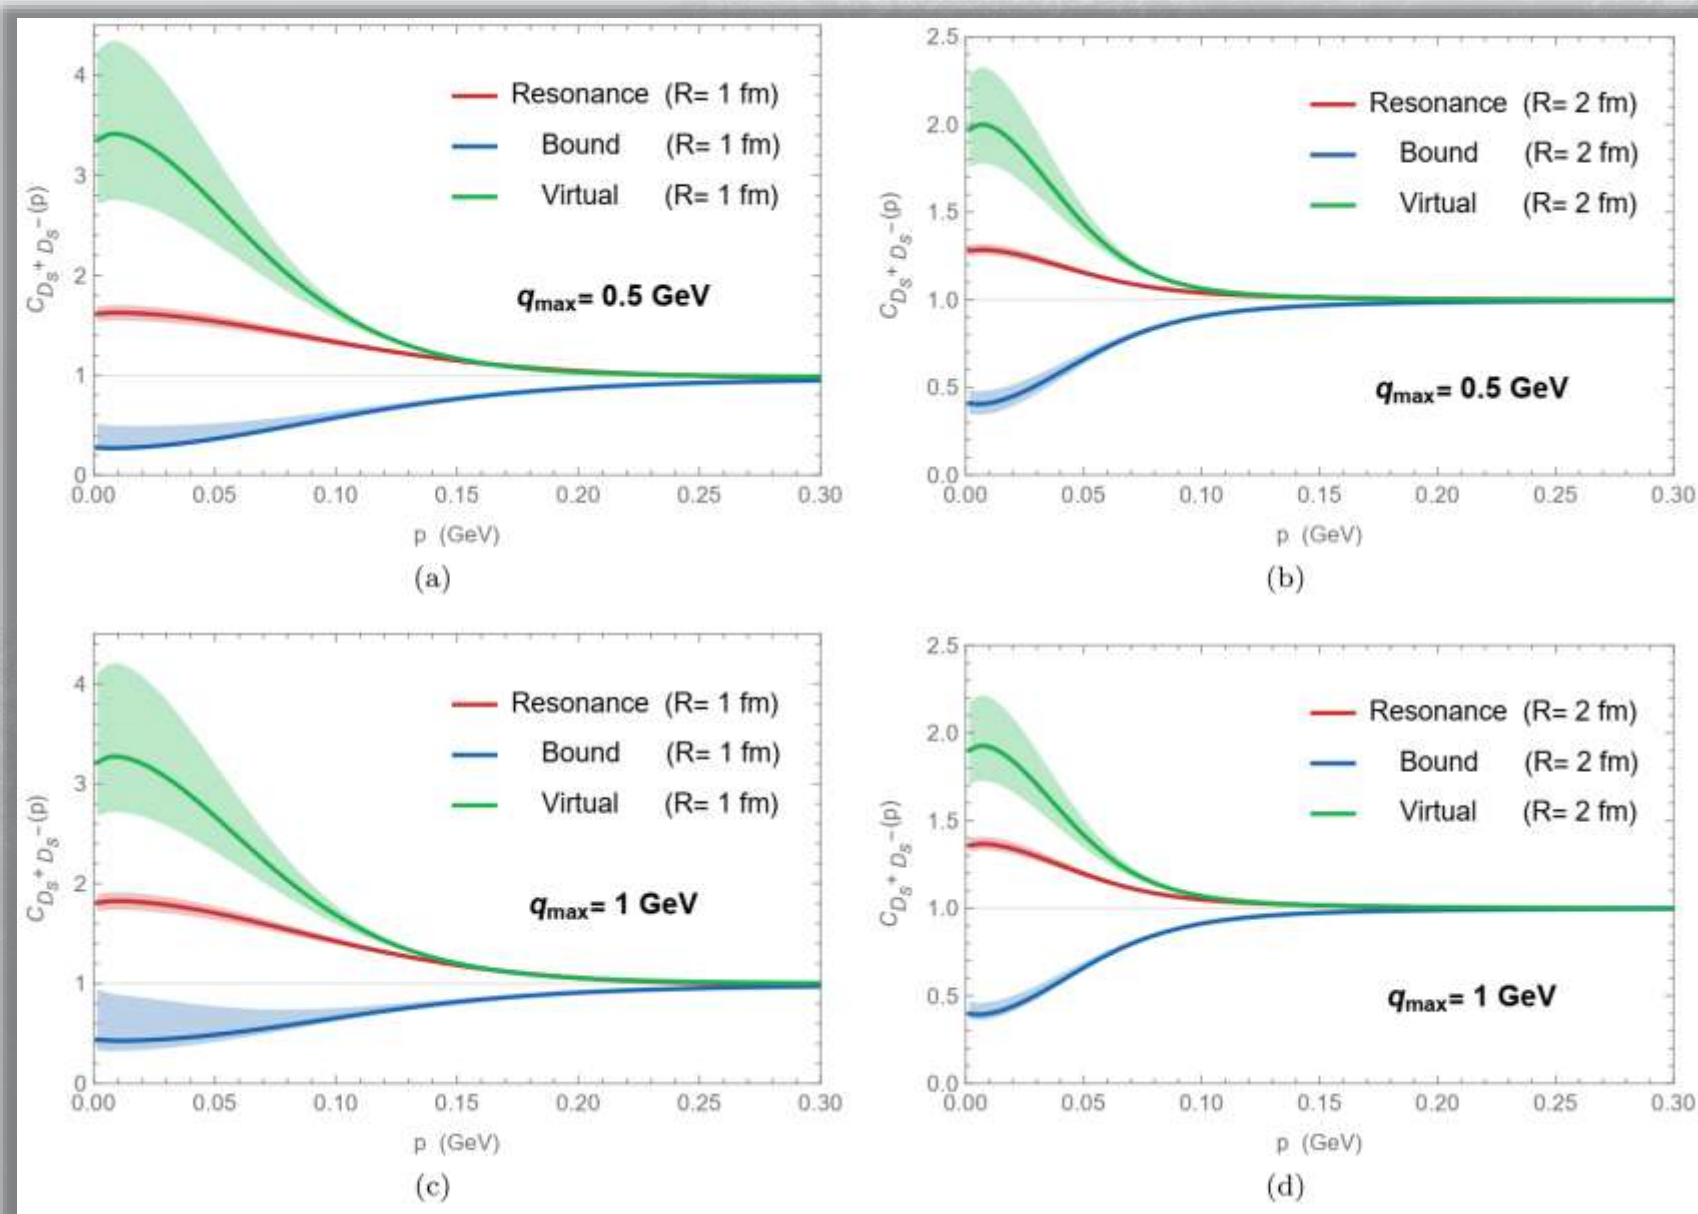 C_{D_s^+ D_s^-}(p)
4
3
2
1
0
Resonance (R= 1 fm)
Bound (R= 1 fm)
Virtual (R= 1 fm)
q_max= 0.5 GeV
0.00 0.05 0.10 0.15 0.20 0.25 0.30
p (GeV)
(a)
C_{D_s^+ D_s^-}(p)
2.5
2.0
1.5
1.0
0.5
0.0
Resonance (R= 2 fm)
Bound (R= 2 fm)
Virtual (R= 2 fm)
q_max= 0.5 GeV
0.00 0.05 0.10 0.15 0.20 0.25 0.30
p (GeV)
(b)
C_{D_s^+ D_s^-}(p)
4
3
2
1
0
Resonance (R= 1 fm)
Bound (R= 1 fm)
Virtual (R= 1 fm)
q_max= 1 GeV
0.00 0.05 0.10 0.15 0.20 0.25 0.30
p (GeV)
(c)
C_{D_s^+ D_s^-}(p)
2.5
2.0
1.5
1.0
0.5
0.0
Resonance (R= 2 fm)
Bound (R= 2 fm)
Virtual (R= 2 fm)
q_max= 1 GeV
0.00 0.05 0.10 0.15 0.20 0.25 0.30
p (GeV)
(d)